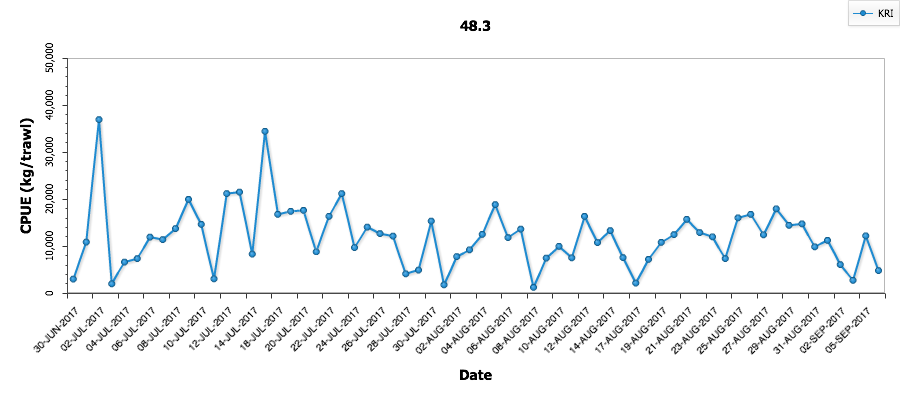 KRI
48.3
CPUE (kg/trawl)
50,000
40,000
30,000
20,000
10,000
0
30-JUN-2017
02-JUL-2017
04-JUL-2017
06-JUL-2017
08-JUL-2017
10-JUL-2017
12-JUL-2017
14-JUL-2017
18-JUL-2017
20-JUL-2017
22-JUL-2017
24-JUL-2017
26-JUL-2017
28-JUL-2017
30-JUL-2017
02-AUG-2017
04-AUG-2017
06-AUG-2017
08-AUG-2017
10-AUG-2017
12-AUG-2017
14-AUG-2017
17-AUG-2017
19-AUG-2017
21-AUG-2017
23-AUG-2017
25-AUG-2017
27-AUG-2017
29-AUG-2017
31-AUG-2017
02-SEP-2017
05-SEP-2017
Date